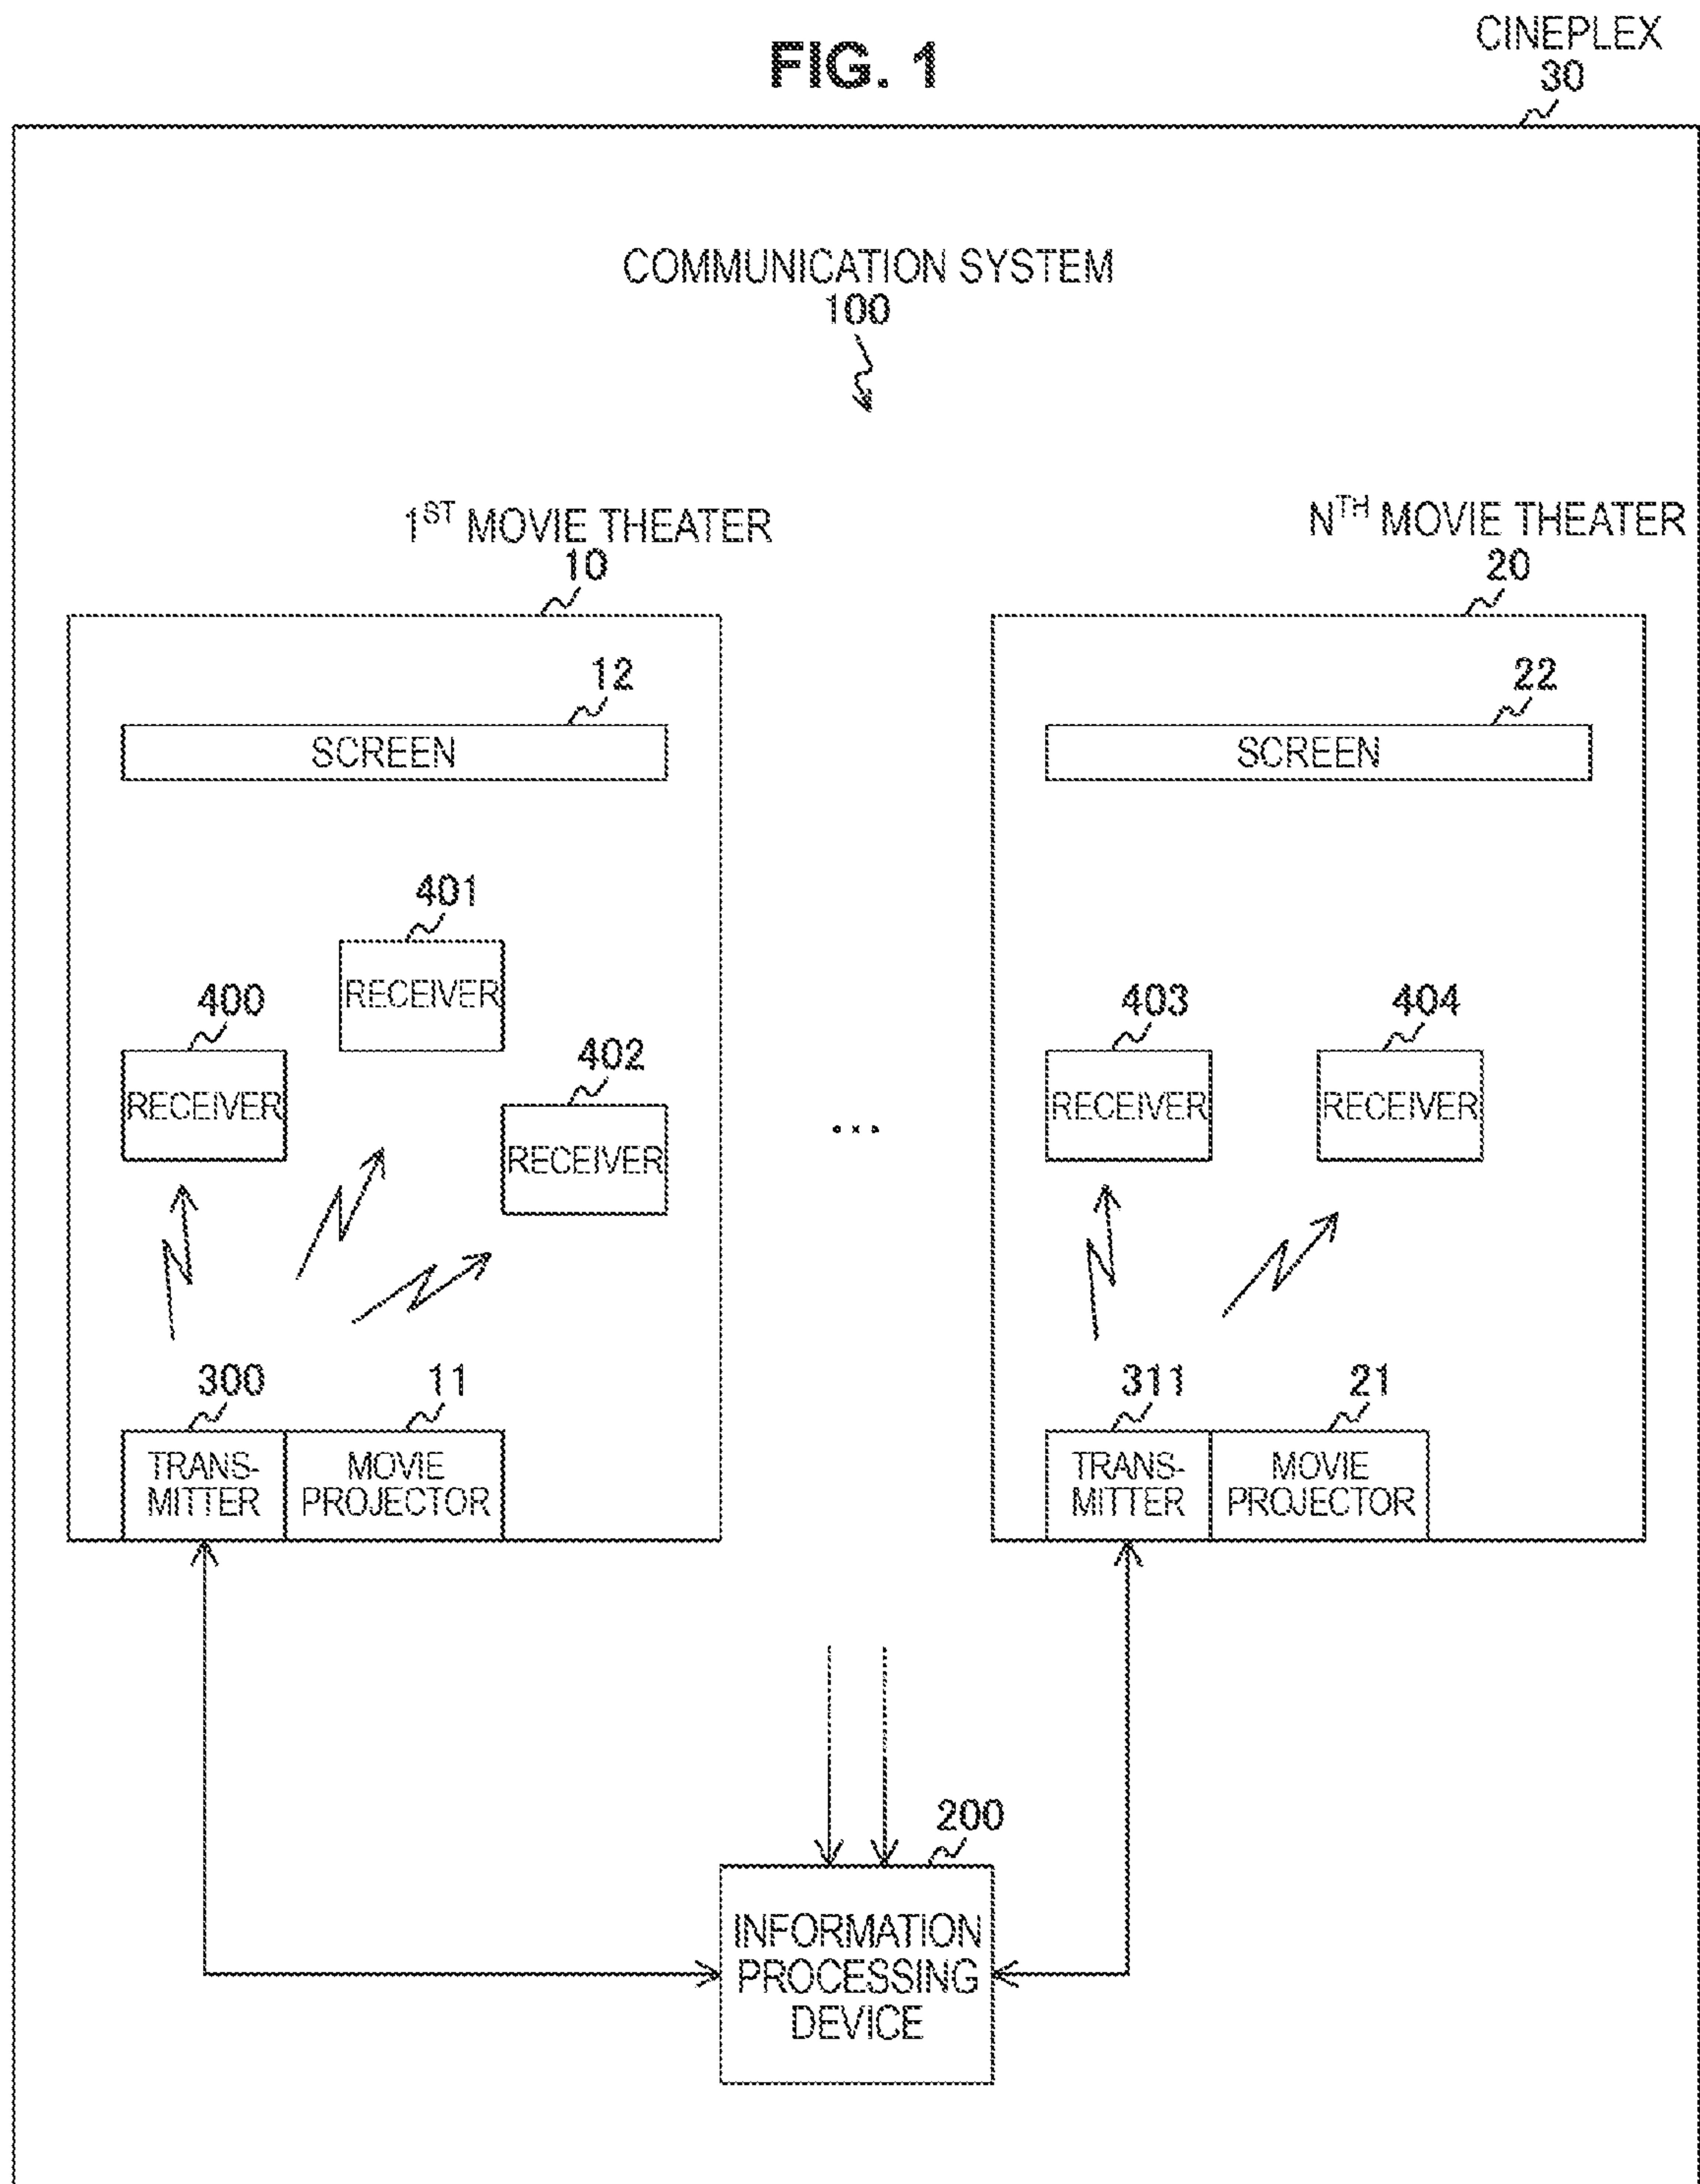 FIG. 1
CINEPLEX
30
COMMUNICATION SYSTEM
100
1ST MOVIE THEATER
10
NTH MOVIE THEATER
20
12
SCREEN
22
SCREEN
401
RECEIVER
400
RECEIVER
402
RECEIVER
403
RECEIVER
404
RECEIVER
...
300
TRANS-
MITTER
11
MOVIE
PROJECTOR
311
TRANS-
MITTER
21
MOVIE
PROJECTOR
200
INFORMATION
PROCESSING
DEVICE